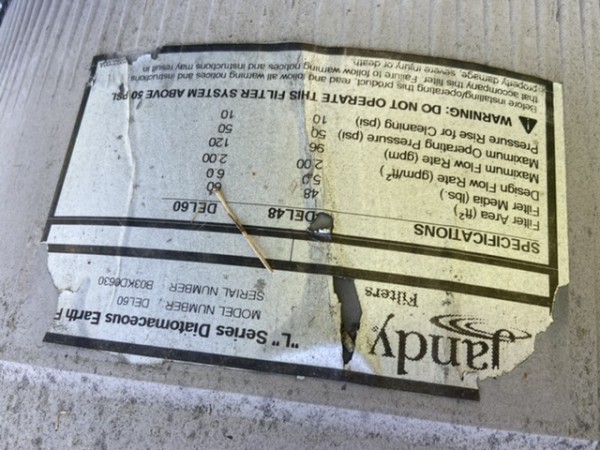 Jandy
Filters
"L" Series Diatomaceous Earth F
MODEL NUMBER DEL60
SERIAL NUMBER B03KD0630
SPECIFICATIONS
DEL48 DEL60
Filter Area (ft²) 48 60
Filter Media (lbs.) 5.0 6.0
Design Flow Rate (gpm/ft²) 2.00 2.00
Maximum Flow Rate (gpm) 96 120
Maximum Operating Pressure (psi) 50 50
Pressure Rise for Cleaning (psi) 10 10
WARNING: DO NOT OPERATE THIS FILTER SYSTEM ABOVE 50 PSI
Before installing/operating this product, read and follow all warning notices and instructions
that accompany this filter. Failure to follow warning notices and instructions may result in
property damage, severe injury or death.